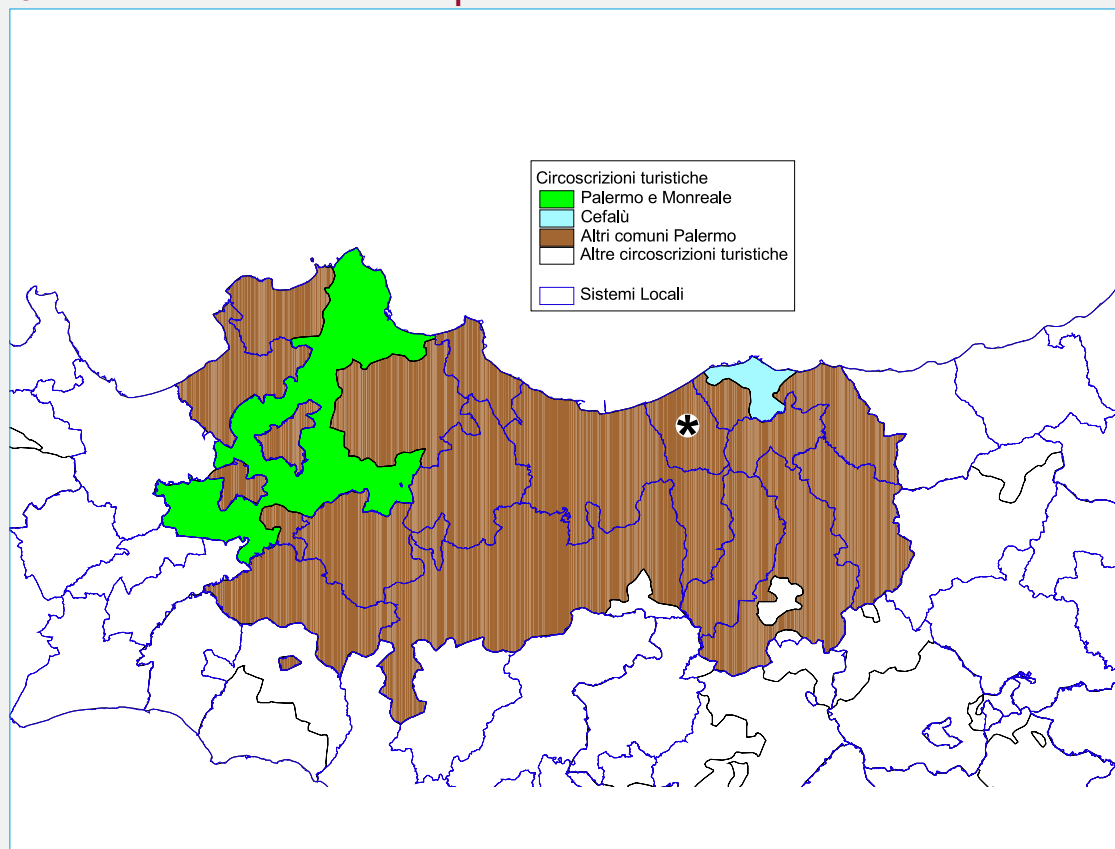 Circoscrizioni turistiche
Palermo e Monreale
Cefalù
Altri comuni Palermo
Altre circoscrizioni turistiche
Sistemi Locali
*